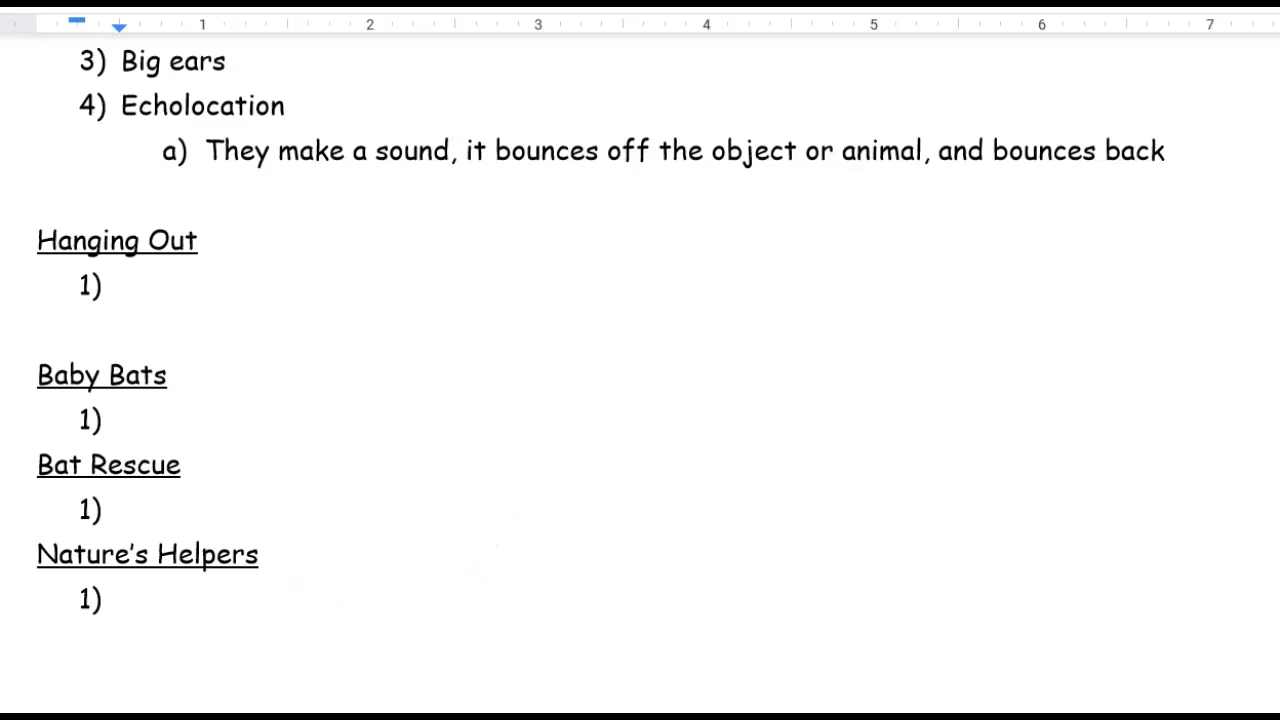 1 2 3 4 5 6 7
3) Big ears
4) Echolocation
a) They make a sound, it bounces off the object or animal, and bounces back
Hanging Out
1)
Baby Bats
1)
Bat Rescue
1)
Nature's Helpers
1)